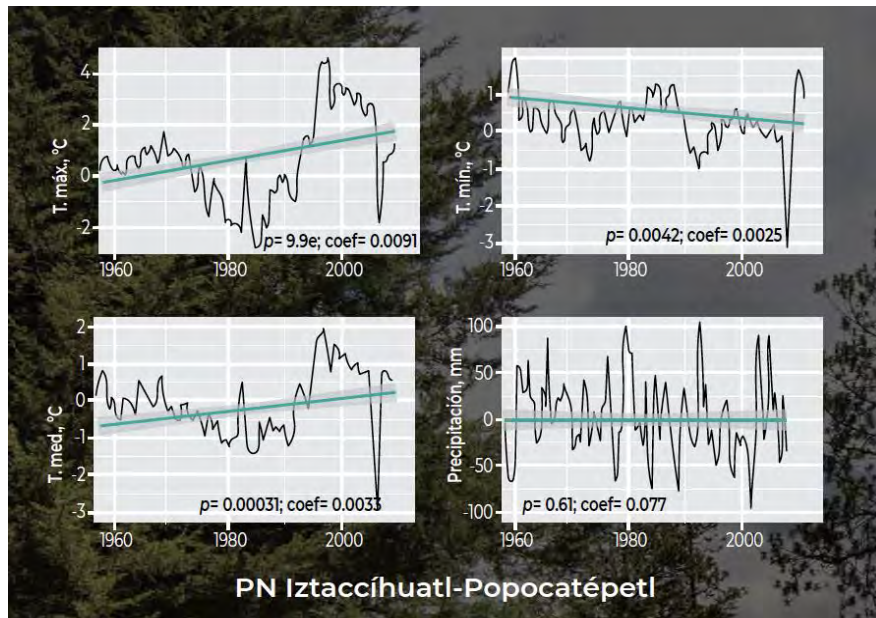 T. máx., °C
4
2
0
-2
p= 9.9e; coef= 0.0091
1960 1980 2000
T. mín., °C
1
0
-1
-2
-3
p= 0.0042; coef= 0.0025
1960 1980 2000
T. med., °C
2
1
0
-1
-2
-3
p= 0.00031; coef= 0.0033
1960 1980 2000
Precipitación, mm
100
50
0
-50
-100
p= 0.61; coef= 0.077
1960 1980 2000
PN Iztaccíhuatl-Popocatépetl